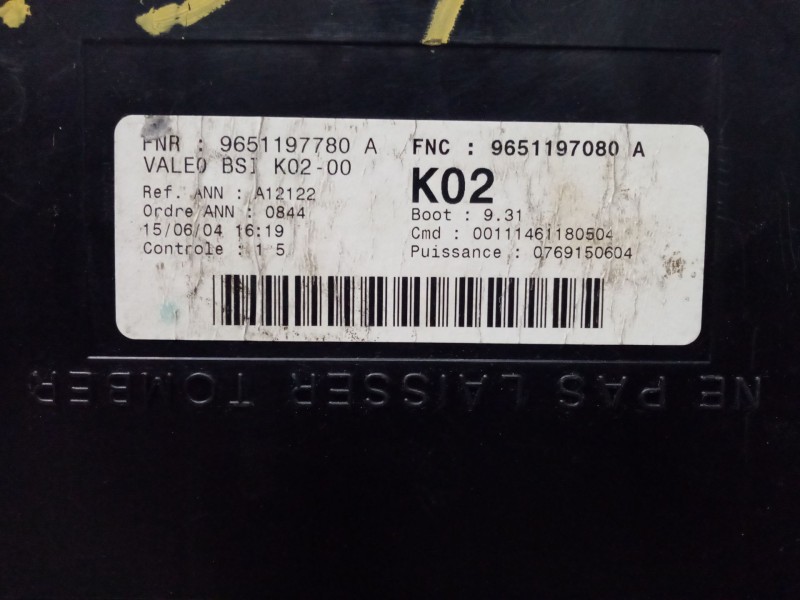 FNR : 9651197780 A
VALEO BSI K02-00
Ref. ANN : A12122
Ordre ANN : 0844
15/06/04 16:19
Controle : 1 5
FNC : 9651197080 A
K02
Boot : 9.31
Cmd : 00111461180504
Puissance : 0769150604
NE PAS LAISSER TOMBER